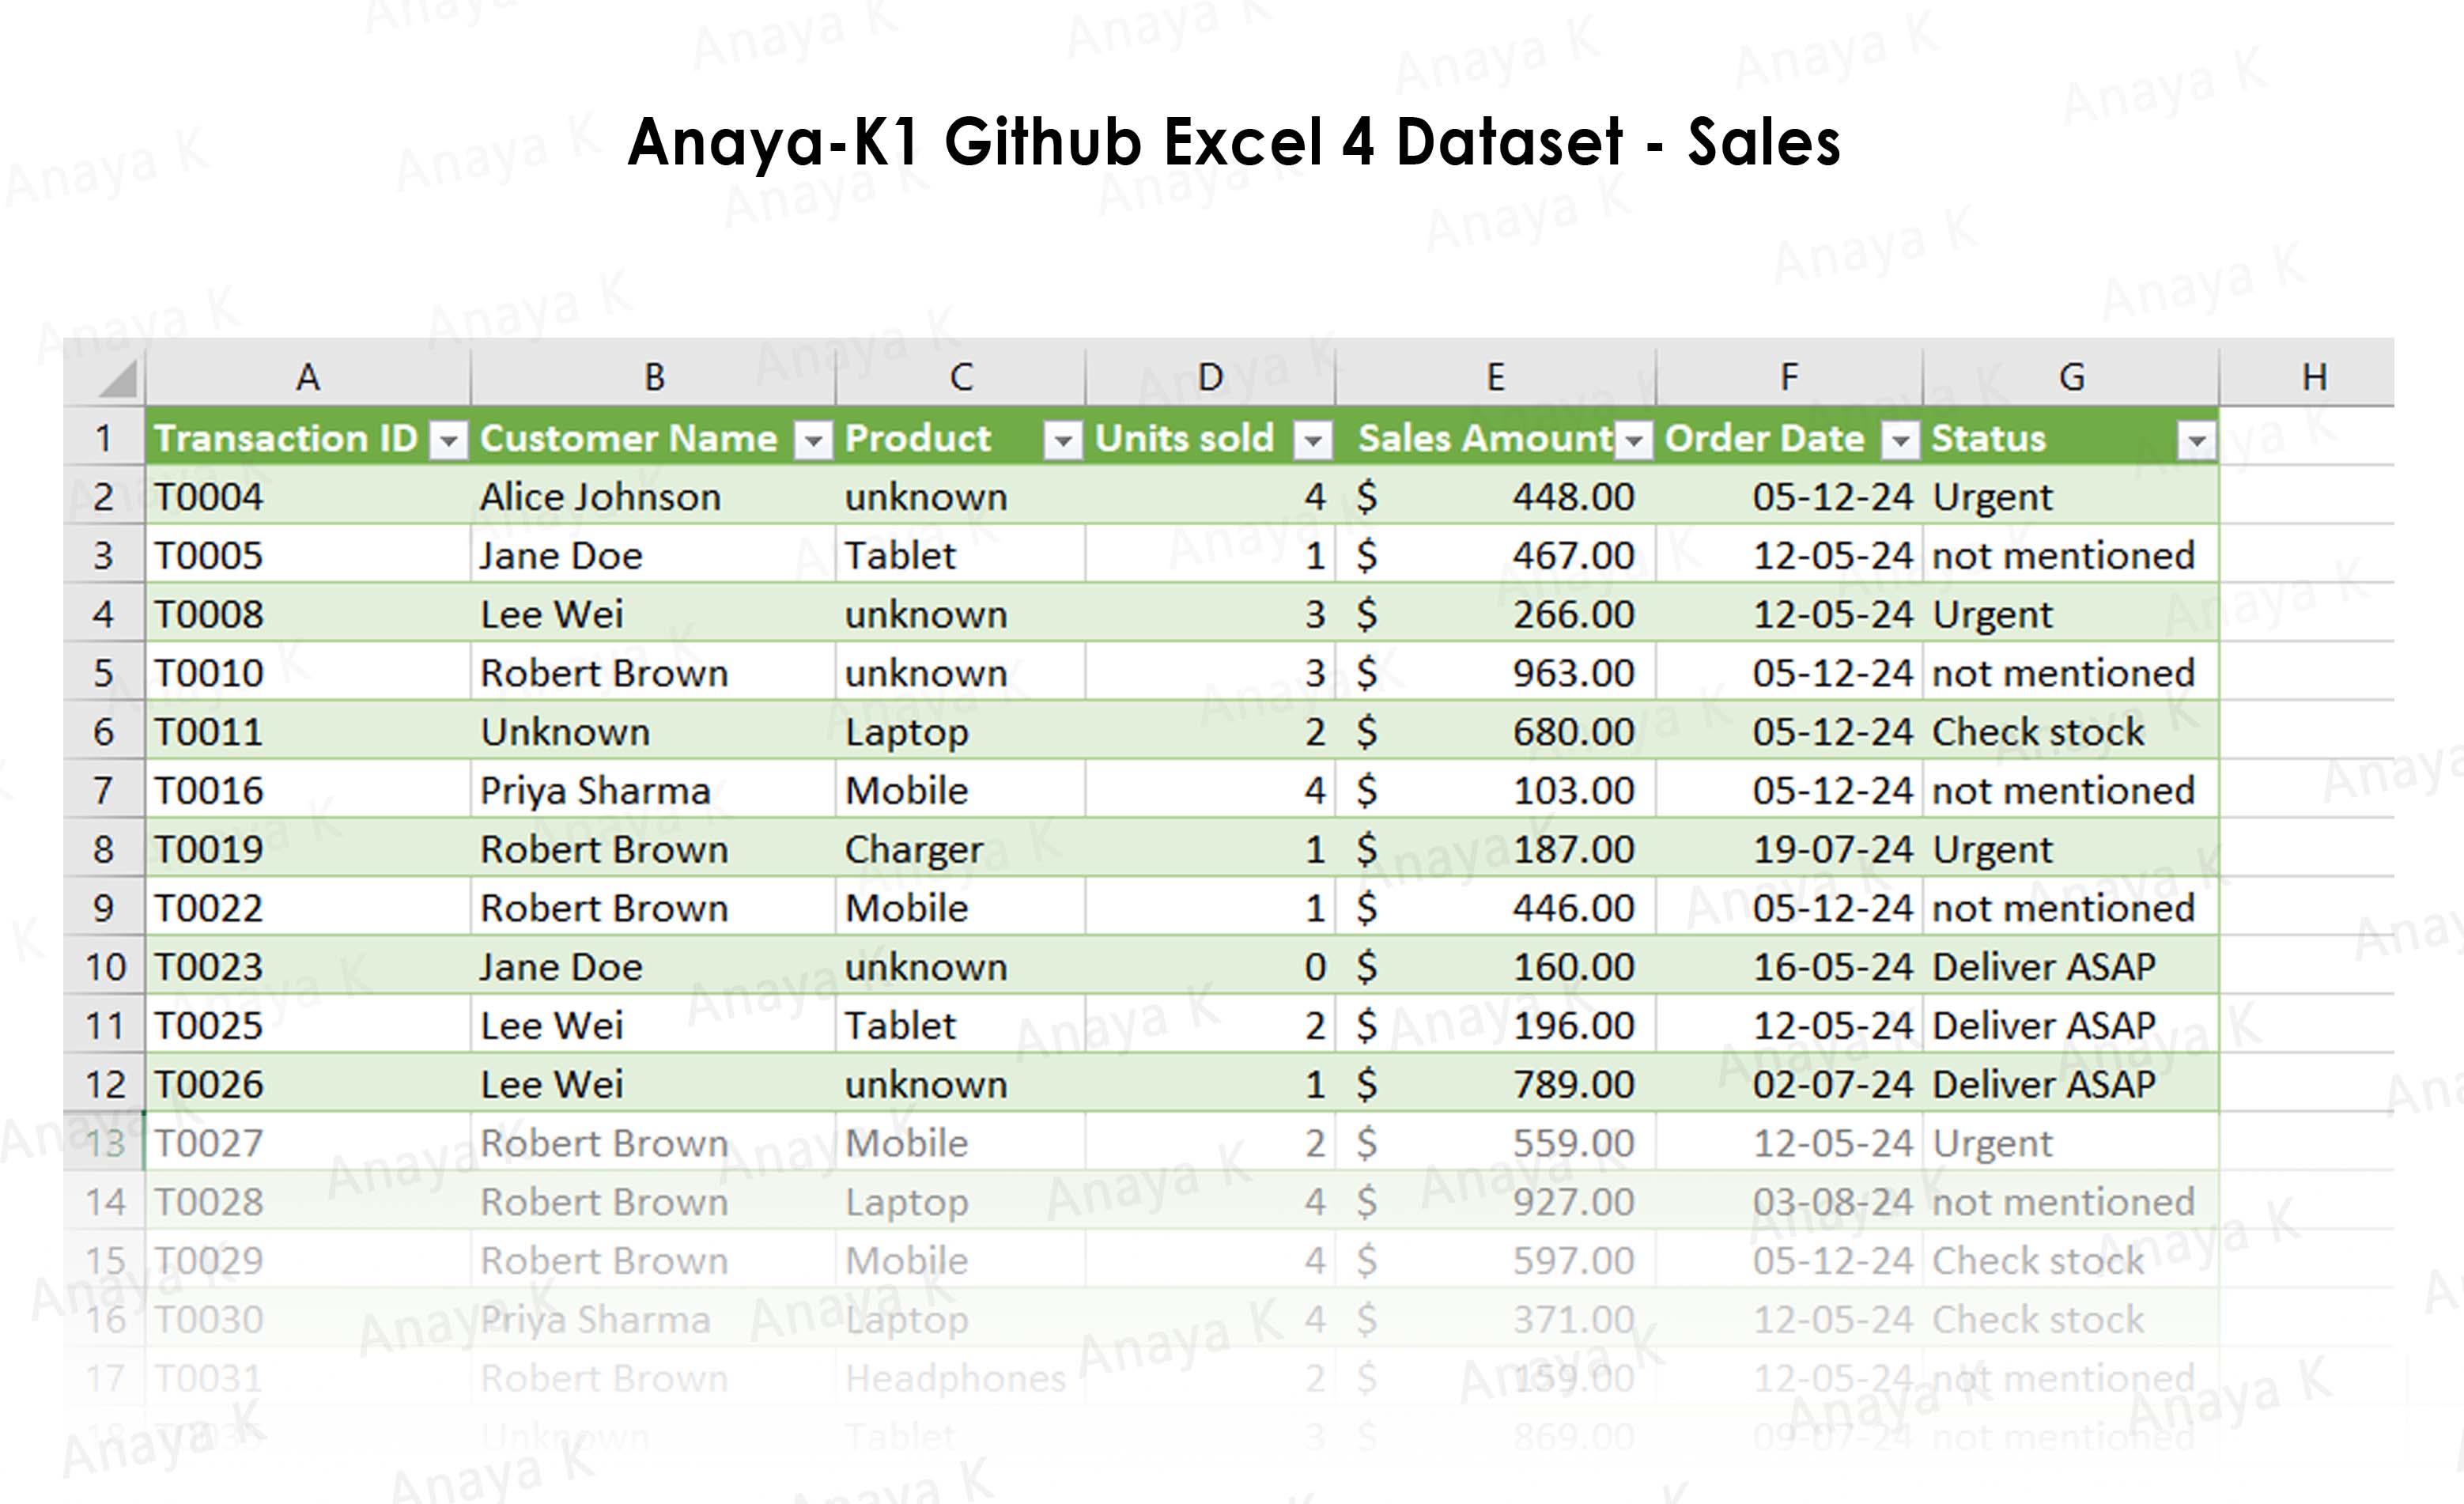 Anaya-K1 Github Excel 4 Dataset - Sales
A B C D E F G H
1 Transaction ID Customer Name Product Units sold Sales Amount Order Date Status
2 T0004 Alice Johnson unknown 4 $ 448.00 05-12-24 Urgent
3 T0005 Jane Doe Tablet 1 $ 467.00 12-05-24 not mentioned
4 T0008 Lee Wei unknown 3 $ 266.00 12-05-24 Urgent
5 T0010 Robert Brown unknown 3 $ 963.00 05-12-24 not mentioned
6 T0011 Unknown Laptop 2 $ 680.00 05-12-24 Check stock
7 T0016 Priya Sharma Mobile 4 $ 103.00 05-12-24 not mentioned
8 T0019 Robert Brown Charger 1 $ 187.00 19-07-24 Urgent
9 T0022 Robert Brown Mobile 1 $ 446.00 05-12-24 not mentioned
10 T0023 Jane Doe unknown 0 $ 160.00 16-05-24 Deliver ASAP
11 T0025 Lee Wei Tablet 2 $ 196.00 12-05-24 Deliver ASAP
12 T0026 Lee Wei unknown 1 $ 789.00 02-07-24 Deliver ASAP
13 T0027 Robert Brown Mobile 2 $ 559.00 12-05-24 Urgent
14 T0028 Robert Brown Laptop 4 $ 927.00 03-08-24 not mentioned
15 T0029 Robert Brown Mobile 4 $ 597.00 05-12-24 Check stock
16 T0030 Priya Sharma Laptop 4 $ 371.00 12-05-24 Check stock
17 T0031 Robert Brown Headphones 2 $ 159.00 12-05-24 not mentioned
18 Unknown Tablet 3 $ 869.00 09-07-24 not mentioned
Anaya K